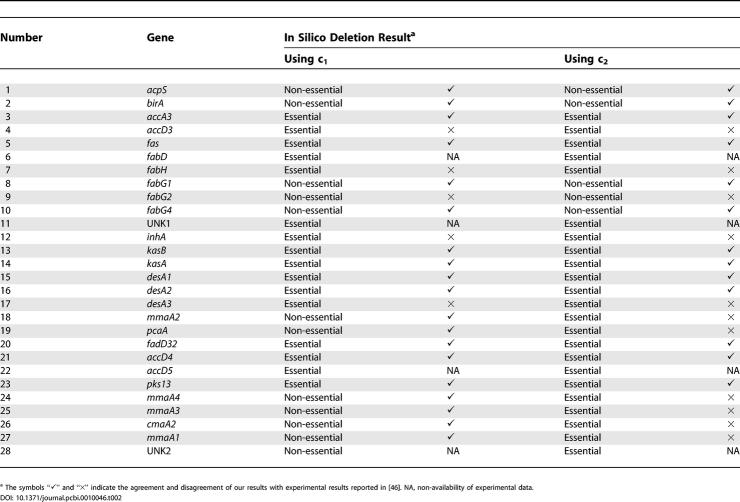 Number Gene In Silico Deletion Resultᵃ
Using c₁ Using c₂
1 acpS Non-essential ✓ Non-essential ✓
2 birA Non-essential ✓ Non-essential ✓
3 accA3 Essential ✓ Essential ✓
4 accD3 Essential × Essential ×
5 fas Essential ✓ Essential ✓
6 fabD Essential NA Essential NA
7 fabH Essential × Essential ×
8 fabG1 Non-essential ✓ Non-essential ✓
9 fabG2 Non-essential × Non-essential ×
10 fabG4 Non-essential ✓ Non-essential ✓
11 UNK1 Essential NA Essential NA
12 inhA Essential × Essential ×
13 kasB Essential ✓ Essential ✓
14 kasA Essential ✓ Essential ✓
15 desA1 Essential ✓ Essential ✓
16 desA2 Essential ✓ Essential ✓
17 desA3 Essential × Essential ×
18 mmaA2 Non-essential ✓ Essential ×
19 pcaA Non-essential ✓ Essential ×
20 fadD32 Essential ✓ Essential ✓
21 accD4 Essential ✓ Essential ✓
22 accD5 Essential NA Essential NA
23 pks13 Essential ✓ Essential ✓
24 mmaA4 Non-essential ✓ Essential ×
25 mmaA3 Non-essential ✓ Essential ×
26 cmaA2 Non-essential ✓ Essential ×
27 mmaA1 Non-essential ✓ Essential ×
28 UNK2 Non-essential NA Essential NA
ᵃ The symbols “✓” and “×” indicate the agreement and disagreement of our results with experimental results reported in [46]. NA, non-availability of experimental data.
DOI: 10.1371/journal.pcbi.0010046.t002